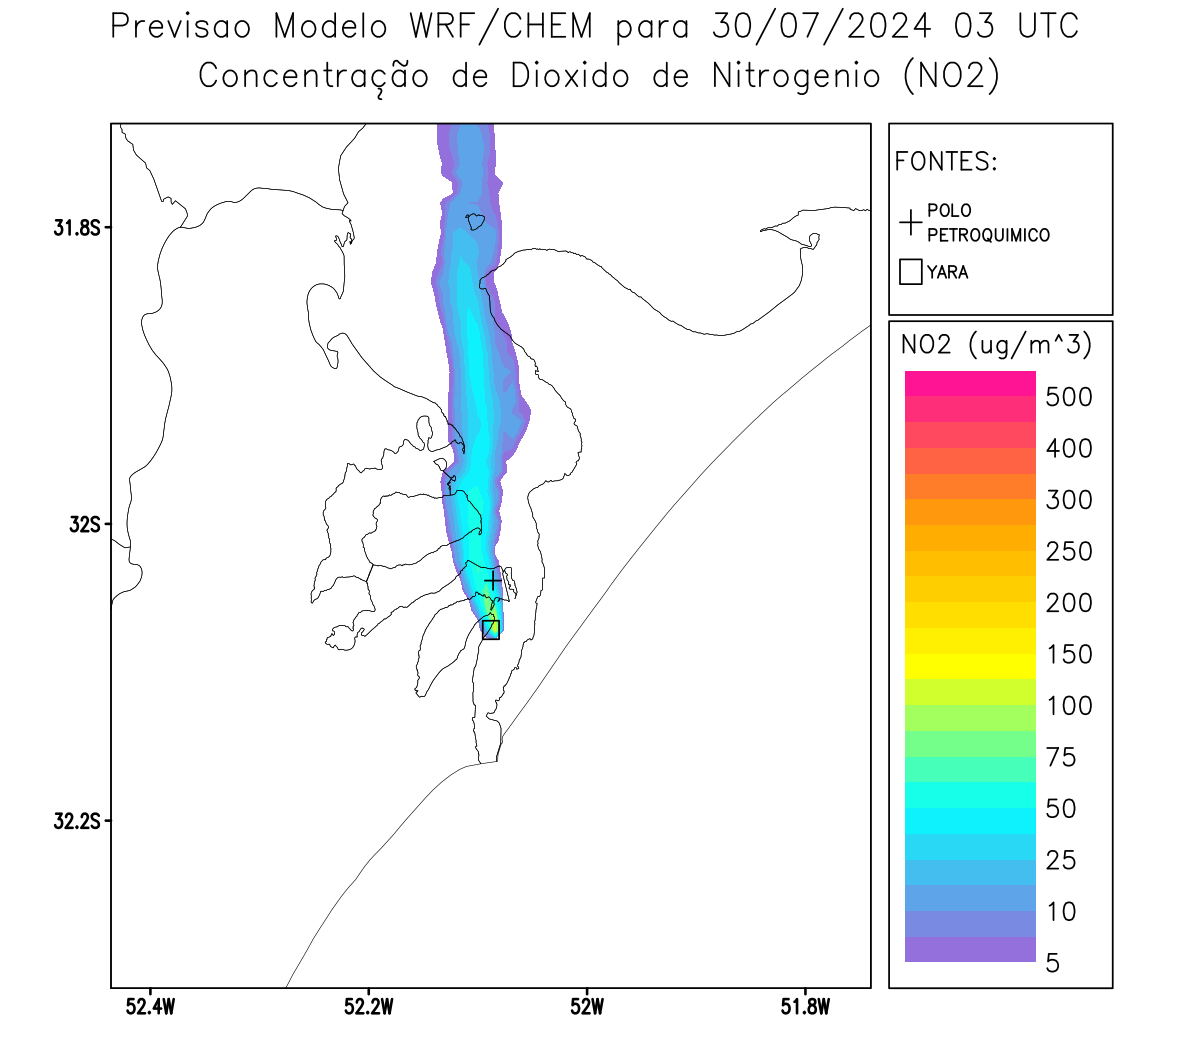 Previsao Modelo WRF/CHEM para 30/07/2024 03 UTC
Concentração de Dioxido de Nitrogenio (NO2)
FONTES:
POLO
PETROQUIMICO
YARA
31.8S
32S
32.2S
52.4W
52.2W
52W
51.8W
NO2 (ug/m^3)
500
400
300
250
200
150
100
75
50
25
10
5